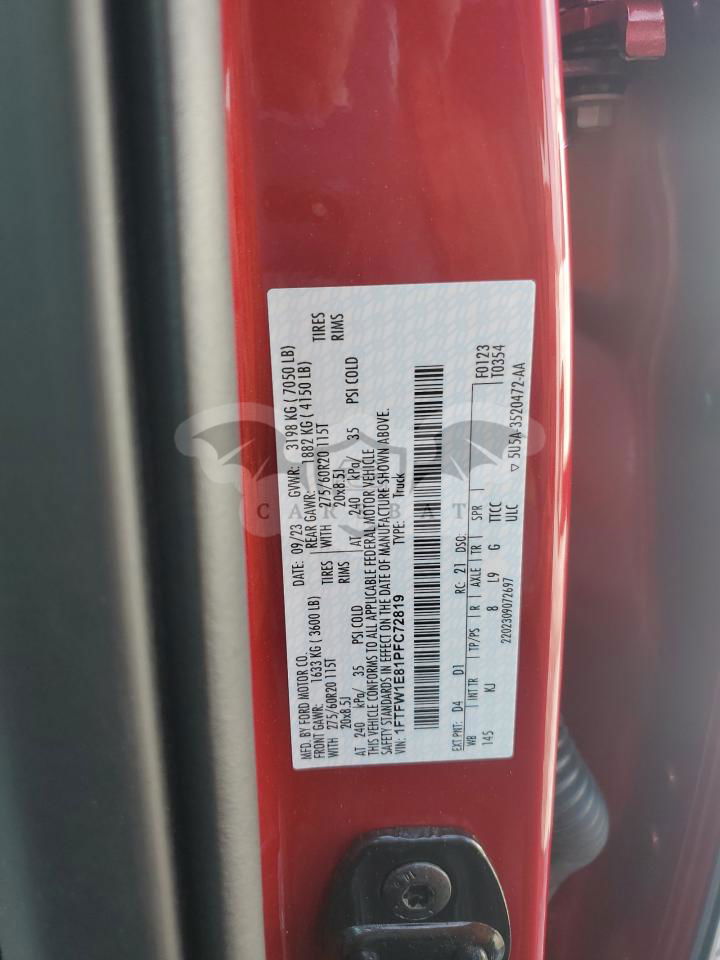 MFD. BY FORD MOTOR CO.
DATE: 09/23 GVWR: 3198 KG (7050 LB)
FRONT GAWR: 1633 KG (3600 LB)
REAR GAWR: 1882 KG (4150 LB)
WITH 275/60R20 115T TIRES
WITH 275/60R20 115T TIRES
20x8.5J RIMS
20x8.5J RIMS
AT 240 kPa/ 35 PSI COLD
AT 240 kPa/ 35 PSI COLD
THIS VEHICLE CONFORMS TO ALL APPLICABLE FEDERAL MOTOR VEHICLE
SAFETY STANDARDS IN EFFECT ON THE DATE OF MANUFACTURE SHOWN ABOVE.
VIN: 1FTFW1E81PFC72819
TYPE: Truck
EXT PNT: D4 D1 RC: 21 DSO: F0123
WB INT TR TP/PS R AXLE TR SPR T0354
145 KJ 8 L9 G TTCC
2202309072697 ULC ▽ 5U5A-3520472-AA
CARSBAT